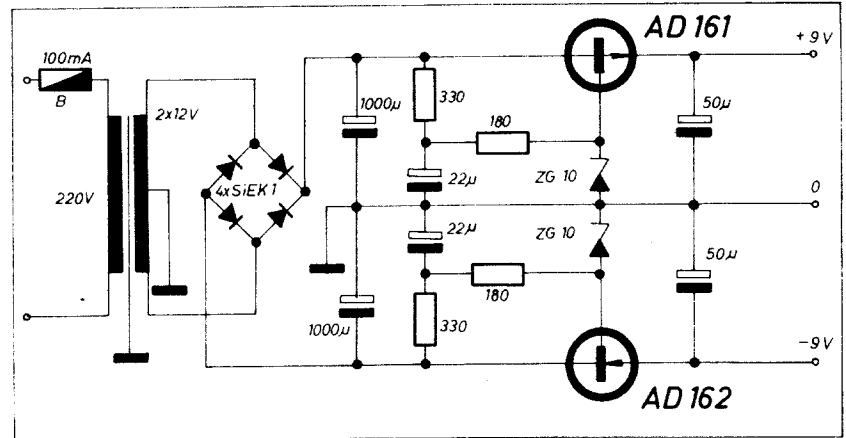 AD 161
+9V
100mA
B
2x12V
220V
4xSiEK1
1000µ
330
180
22µ
ZG 10
50µ
0
22µ
ZG 10
180
50µ
1000µ
330
-9V
AD 162